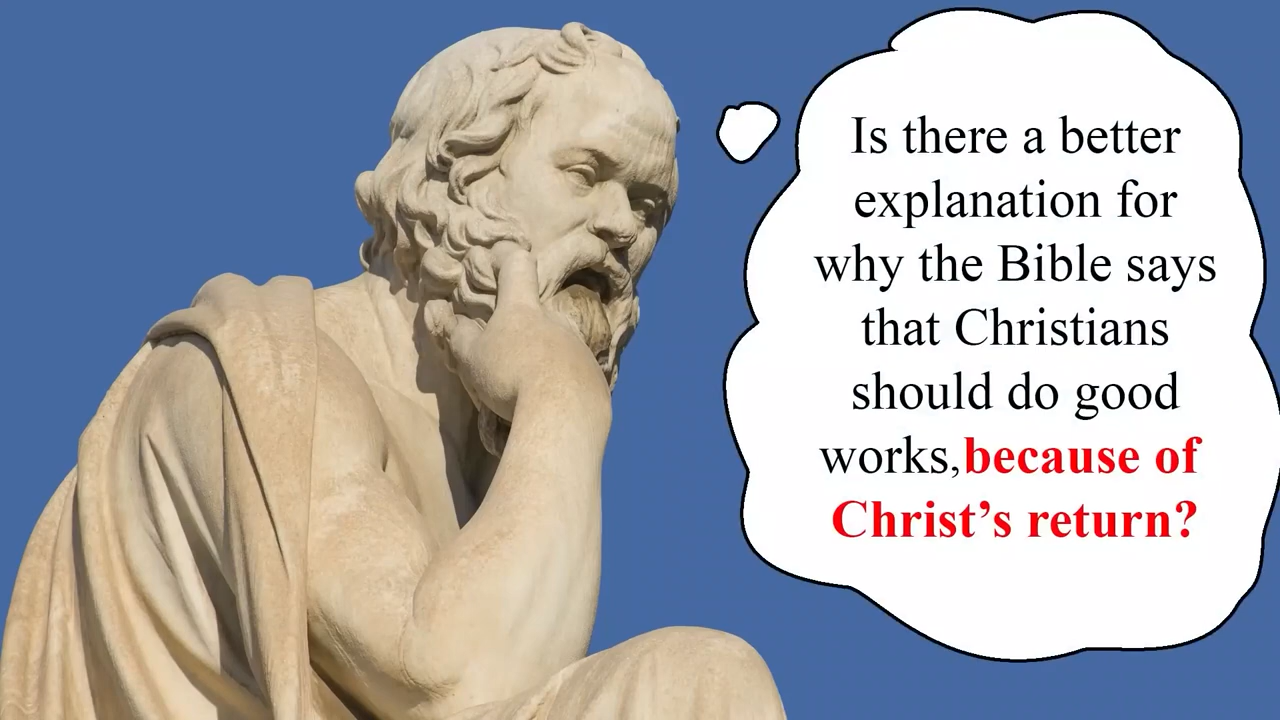 Is there a better
explanation for
why the Bible says
that Christians
should do good
works,because of
Christ’s return?